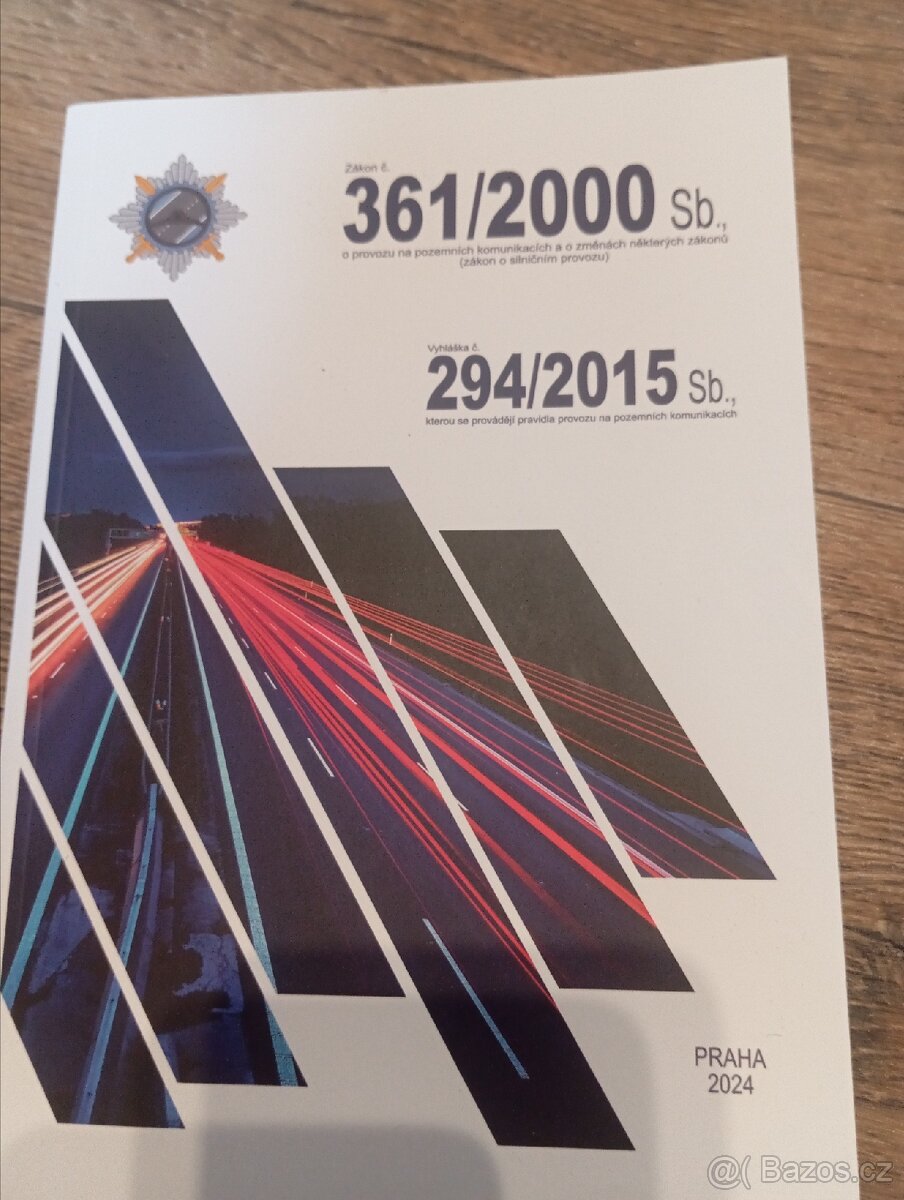 Zákon č.
361/2000 Sb.,
o provozu na pozemních komunikacích a o změnách některých zákonů
(zákon o silničním provozu)
Vyhláška č.
294/2015 Sb.,
kterou se provádějí pravidla provozu na pozemních komunikacích
PRAHA
2024
@( Bazos.cz